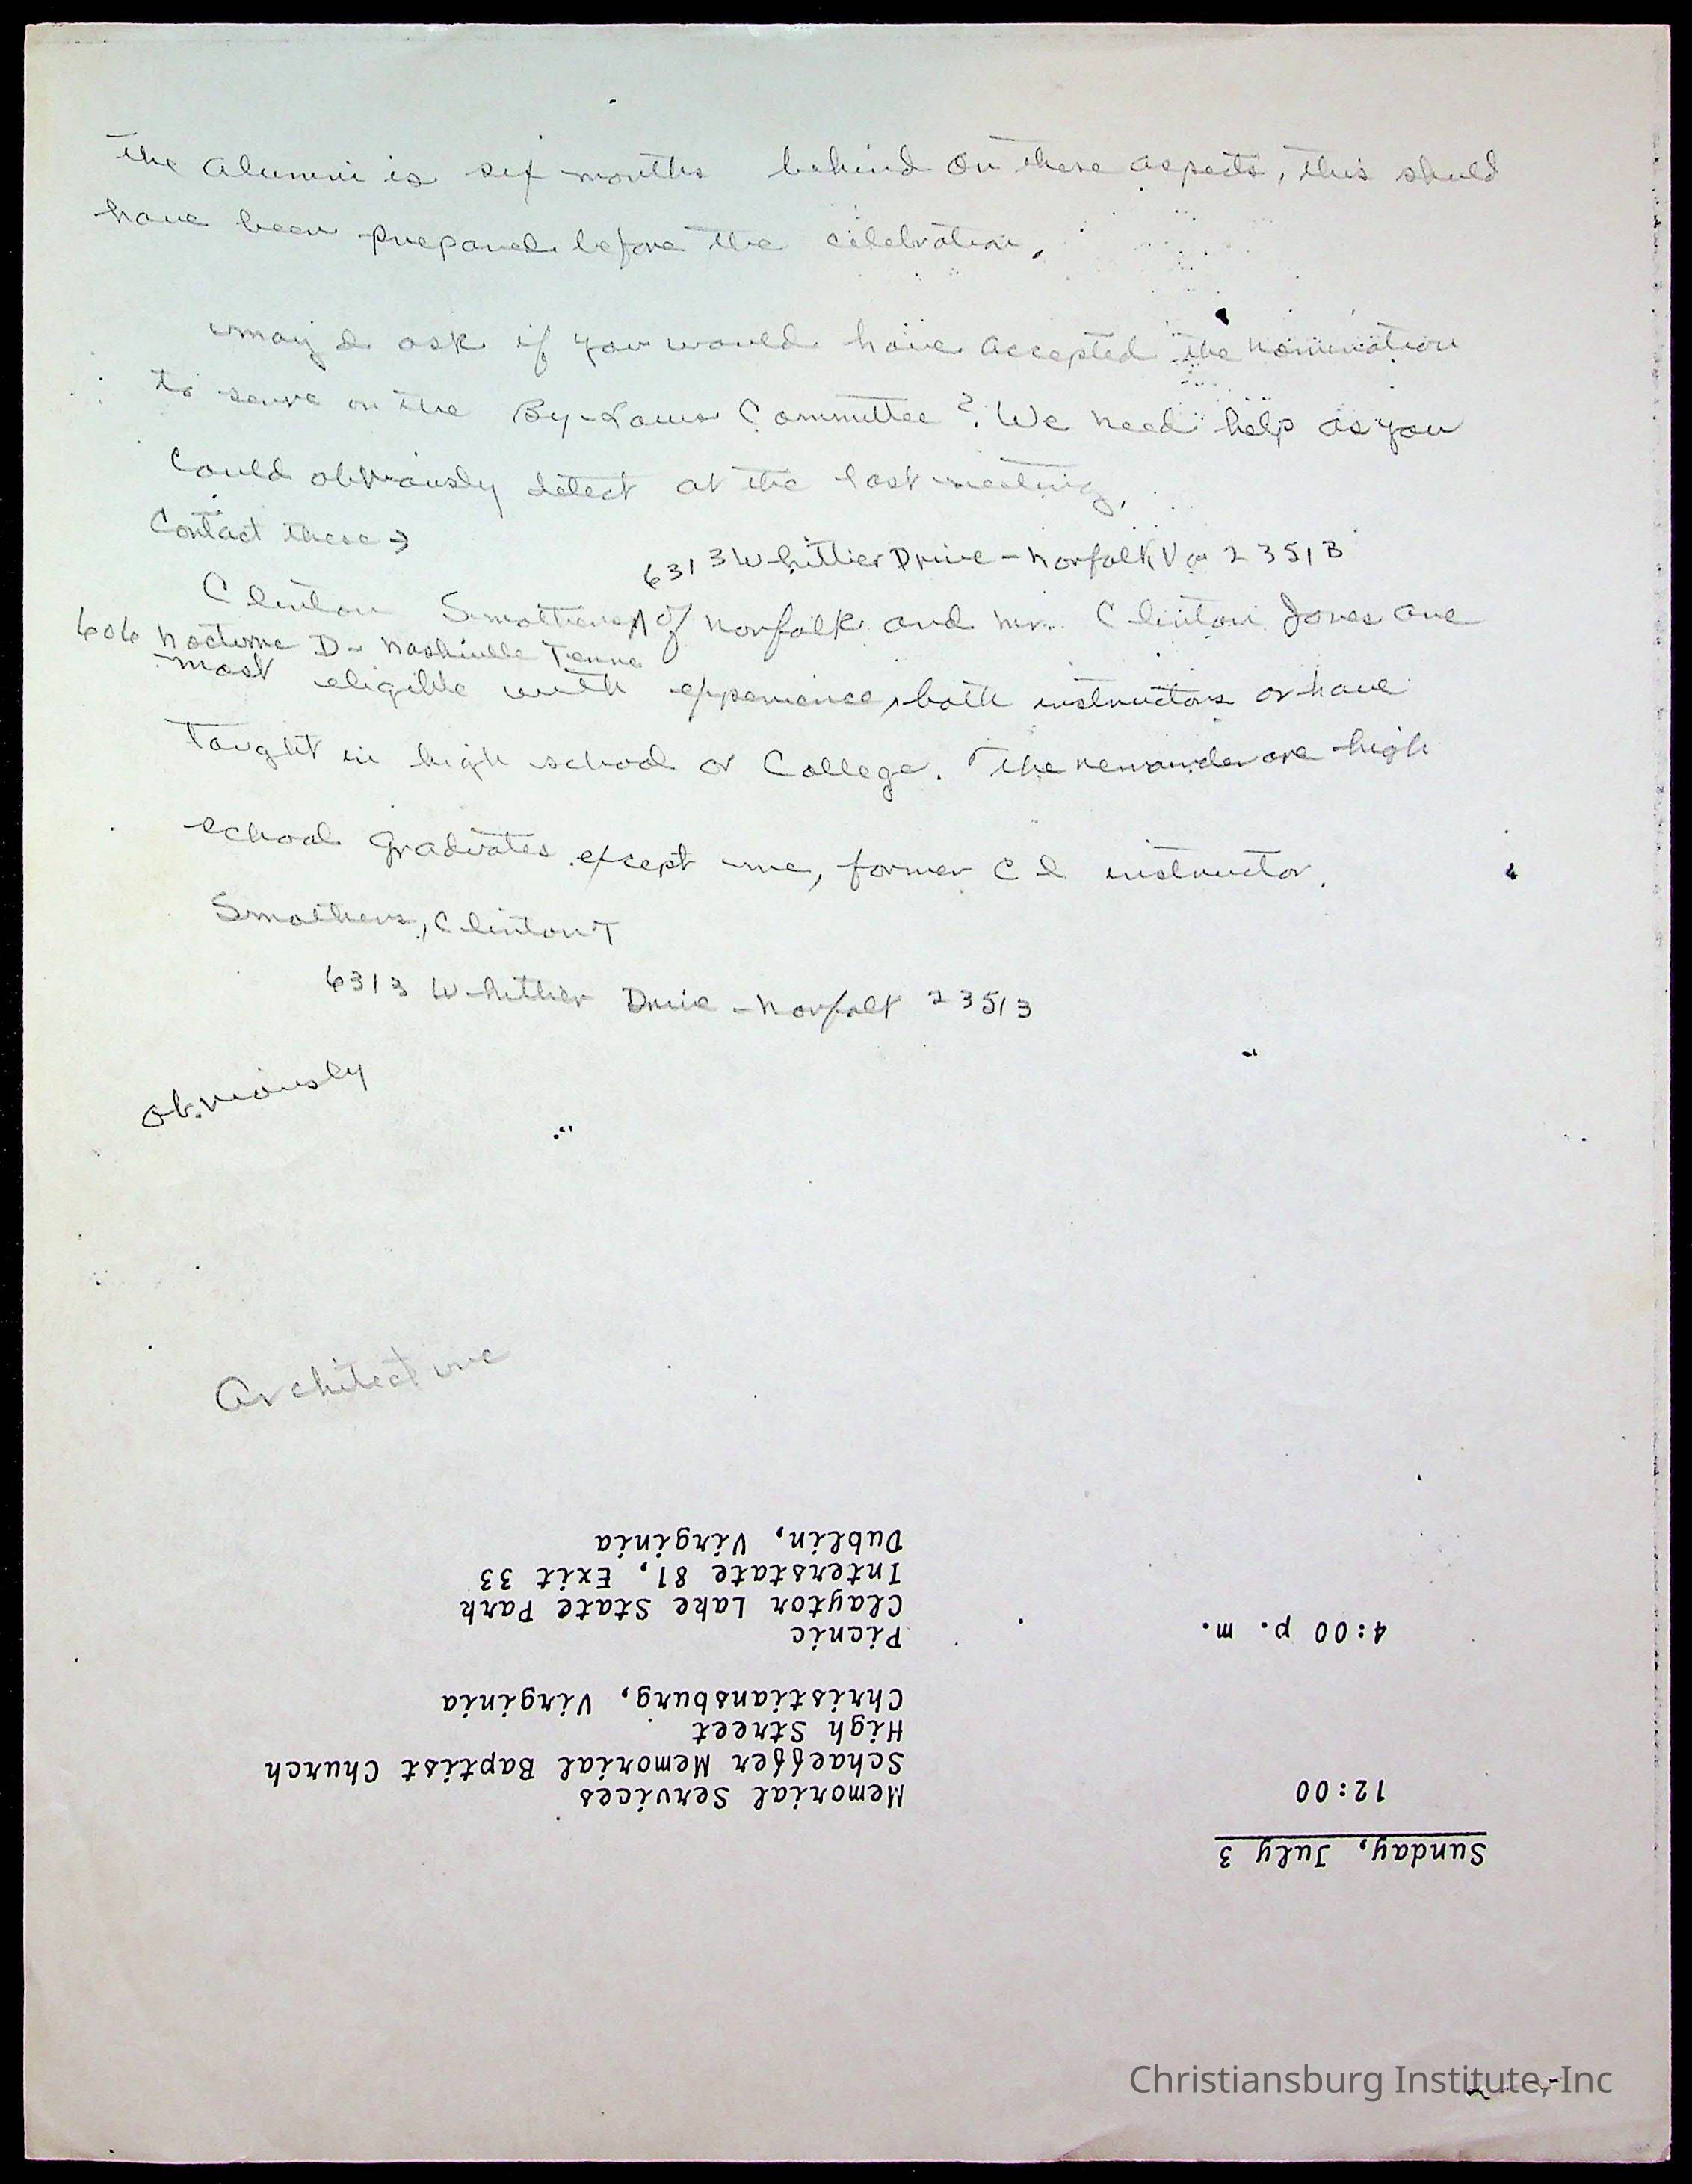 the Alumni is six months behind on these aspects, this should
have been prepared before the celebration.
may I ask if you would have accepted the nomination
to serve on the By-Laws Committee? We need help as you
could obviously detect at the last meeting.
Contact these →
6313 Whittier Drive - Norfolk Va 23513
Clinton Smothers of Norfolk and mr. Clinton Jones are
606 Nocturne Dr Nashville Tenne
most eligible with experience, both instructors or have
taught in high school or College. The remainder are high
school graduates except me, former C I instructor.
Smothers, Clinton T
6313 Whittier Drive - Norfolk 23513
obviously
Architecture
Sunday, July 3
12:00 Memorial Services
Schaeffer Memorial Baptist Church
High Street
Christiansburg, Virginia
4:00 p. m. Picnic
Clayton Lake State Park
Interstate 81, Exit 33
Dublin, Virginia
Christiansburg Institute, Inc